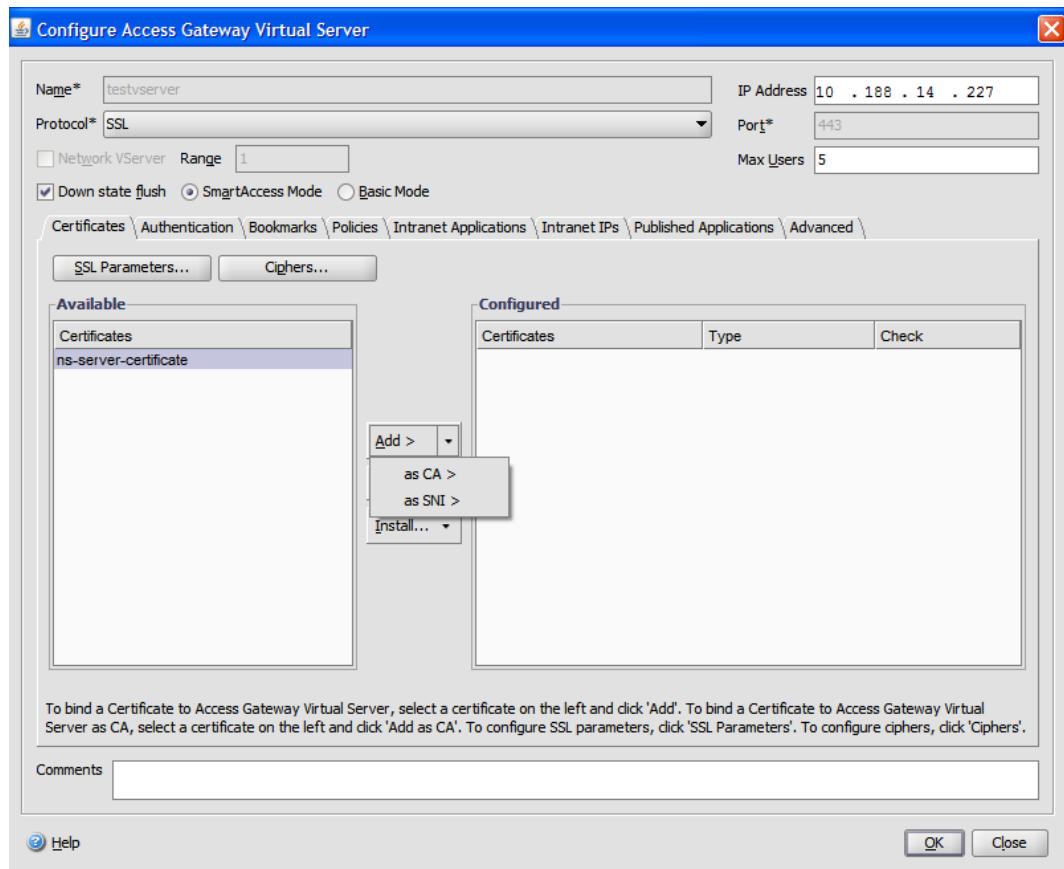 Configure Access Gateway Virtual Server
Name* testvserver IP Address 10 . 188 . 14 . 227
Protocol* SSL Port* 443
Network VServer Range 1 Max Users 5
Down state flush SmartAccess Mode Basic Mode
Certificates Authentication Bookmarks Policies Intranet Applications Intranet IPs Published Applications Advanced
SSL Parameters... Ciphers...
Available Configured
Certificates Certificates Type Check
ns-server-certificate
Add >
as CA >
as SNI >
Install...
To bind a Certificate to Access Gateway Virtual Server, select a certificate on the left and click 'Add'. To bind a Certificate to Access Gateway Virtual
Server as CA, select a certificate on the left and click 'Add as CA'. To configure SSL parameters, click 'SSL Parameters'. To configure ciphers, click 'Ciphers'.
Comments
Help OK Close